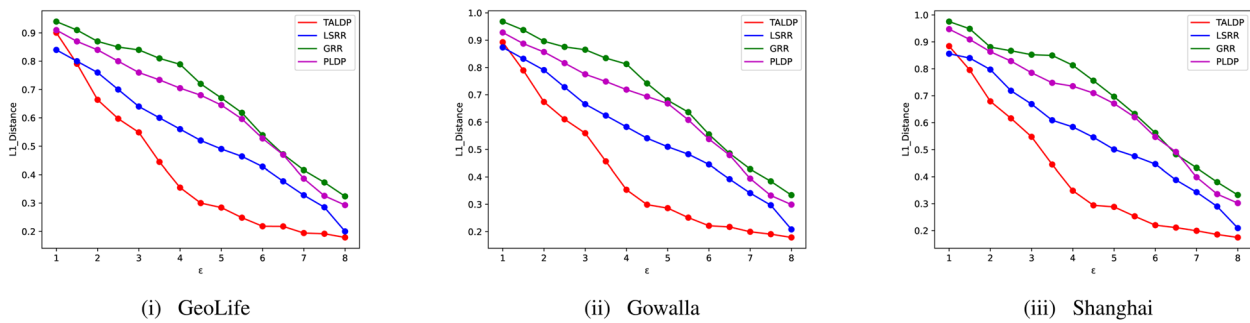 TALDP
LSRR
GRR
PLDP
L1_Distance
0.9
0.8
0.7
0.6
0.5
0.4
0.3
0.2
1 2 3 4 5 6 7 8
ε
(i) GeoLife
TALDP
LSRR
GRR
PLDP
L1_Distance
1.0
0.9
0.8
0.7
0.6
0.5
0.4
0.3
0.2
1 2 3 4 5 6 7 8
ε
(ii) Gowalla
TALDP
LSRR
GRR
PLDP
L1_Distance
1.0
0.9
0.8
0.7
0.6
0.5
0.4
0.3
0.2
1 2 3 4 5 6 7 8
ε
(iii) Shanghai